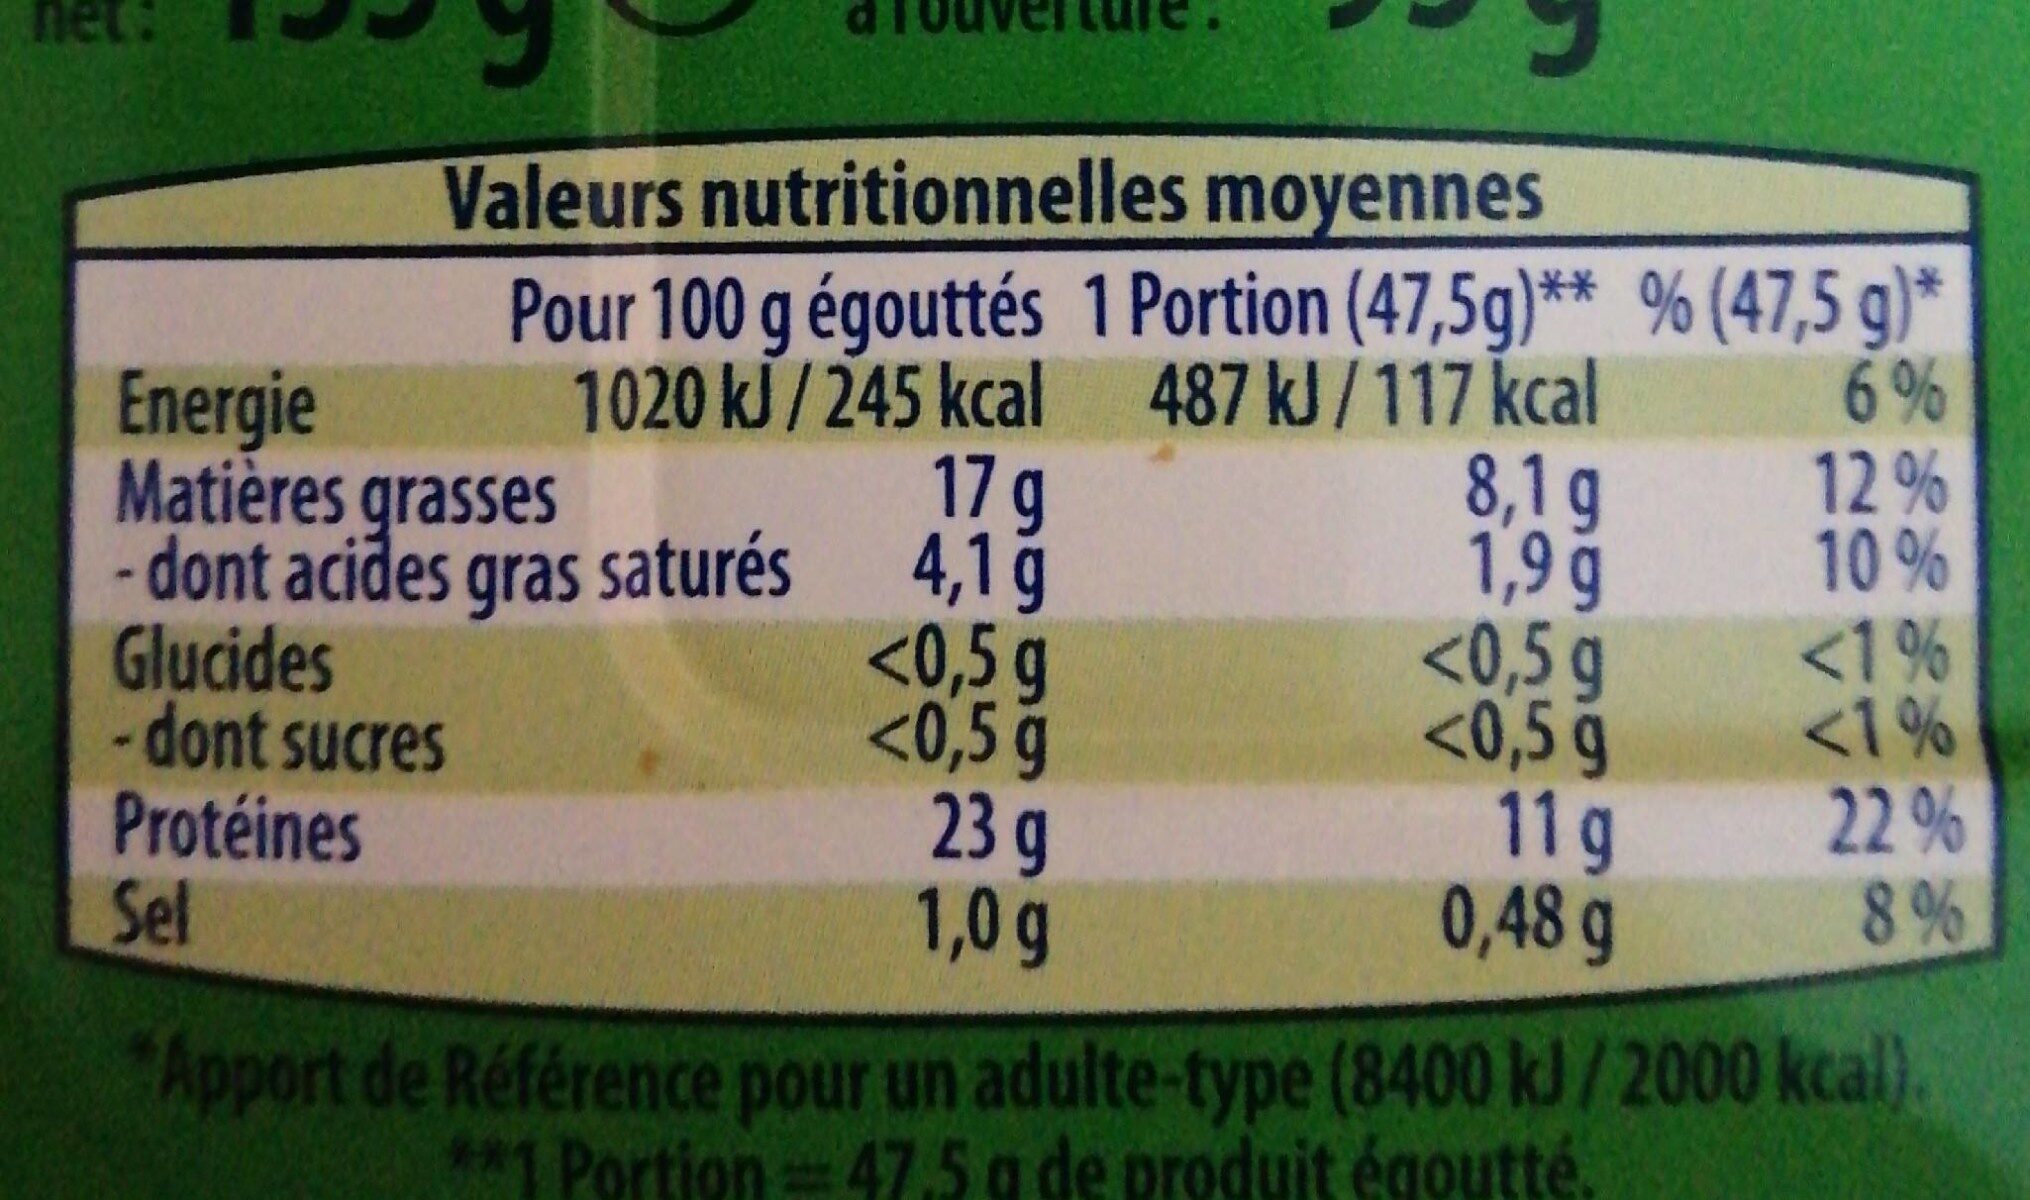 net :
à l'ouverture :
Valeurs nutritionnelles moyennes
Pour 100 g égouttés 1 Portion (47,5g)** % (47,5 g)*
Energie 1020 kJ / 245 kcal 487 kJ / 117 kcal 6 %
Matières grasses 17 g 8,1 g 12 %
- dont acides gras saturés 4,1 g 1,9 g 10 %
Glucides <0,5 g <0,5 g <1 %
- dont sucres <0,5 g <0,5 g <1 %
Protéines 23 g 11 g 22 %
Sel 1,0 g 0,48 g 8 %
*Apport de Référence pour un adulte-type (8400 kJ / 2000 kcal).
**1 Portion = 47,5 g de produit égoutté.